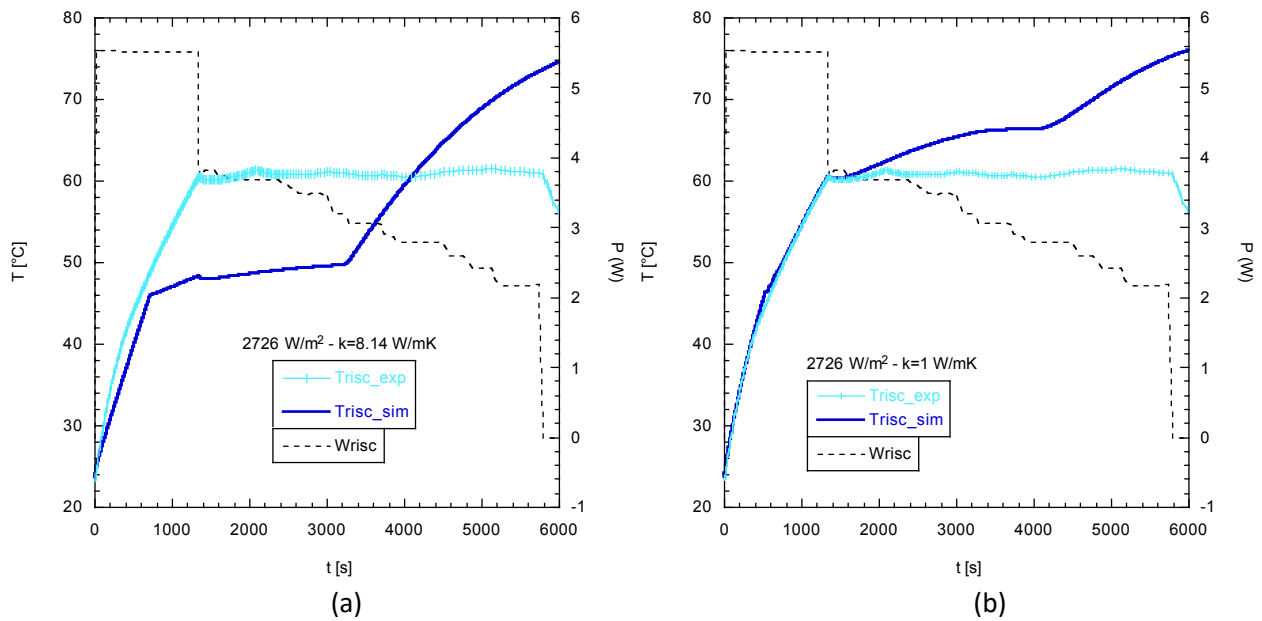 80
70
60
50
40
30
20
T [°C]
6
5
4
3
2
1
0
-1
P (W)
0 1000 2000 3000 4000 5000 6000
t [s]
2726 W/m² - k=8.14 W/mK
Trisc_exp
Trisc_sim
Wrisc
(a)
80
70
60
50
40
30
20
T [°C]
6
5
4
3
2
1
0
-1
P (W)
0 1000 2000 3000 4000 5000 6000
t [s]
2726 W/m² - k=1 W/mK
Trisc_exp
Trisc_sim
Wrisc
(b)